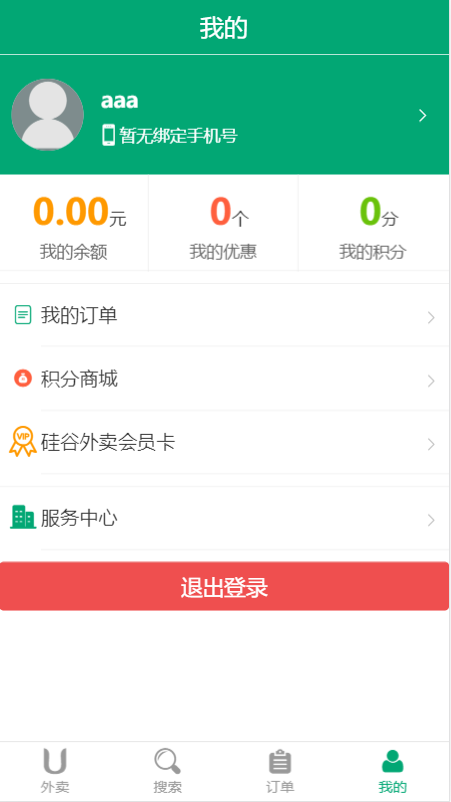 我的
aaa
暂无绑定手机号
0.00元
0个
0分
我的余额
我的优惠
我的积分
我的订单
积分商城
VIP
硅谷外卖会员卡
服务中心
退出登录
外卖
搜索
订单
我的